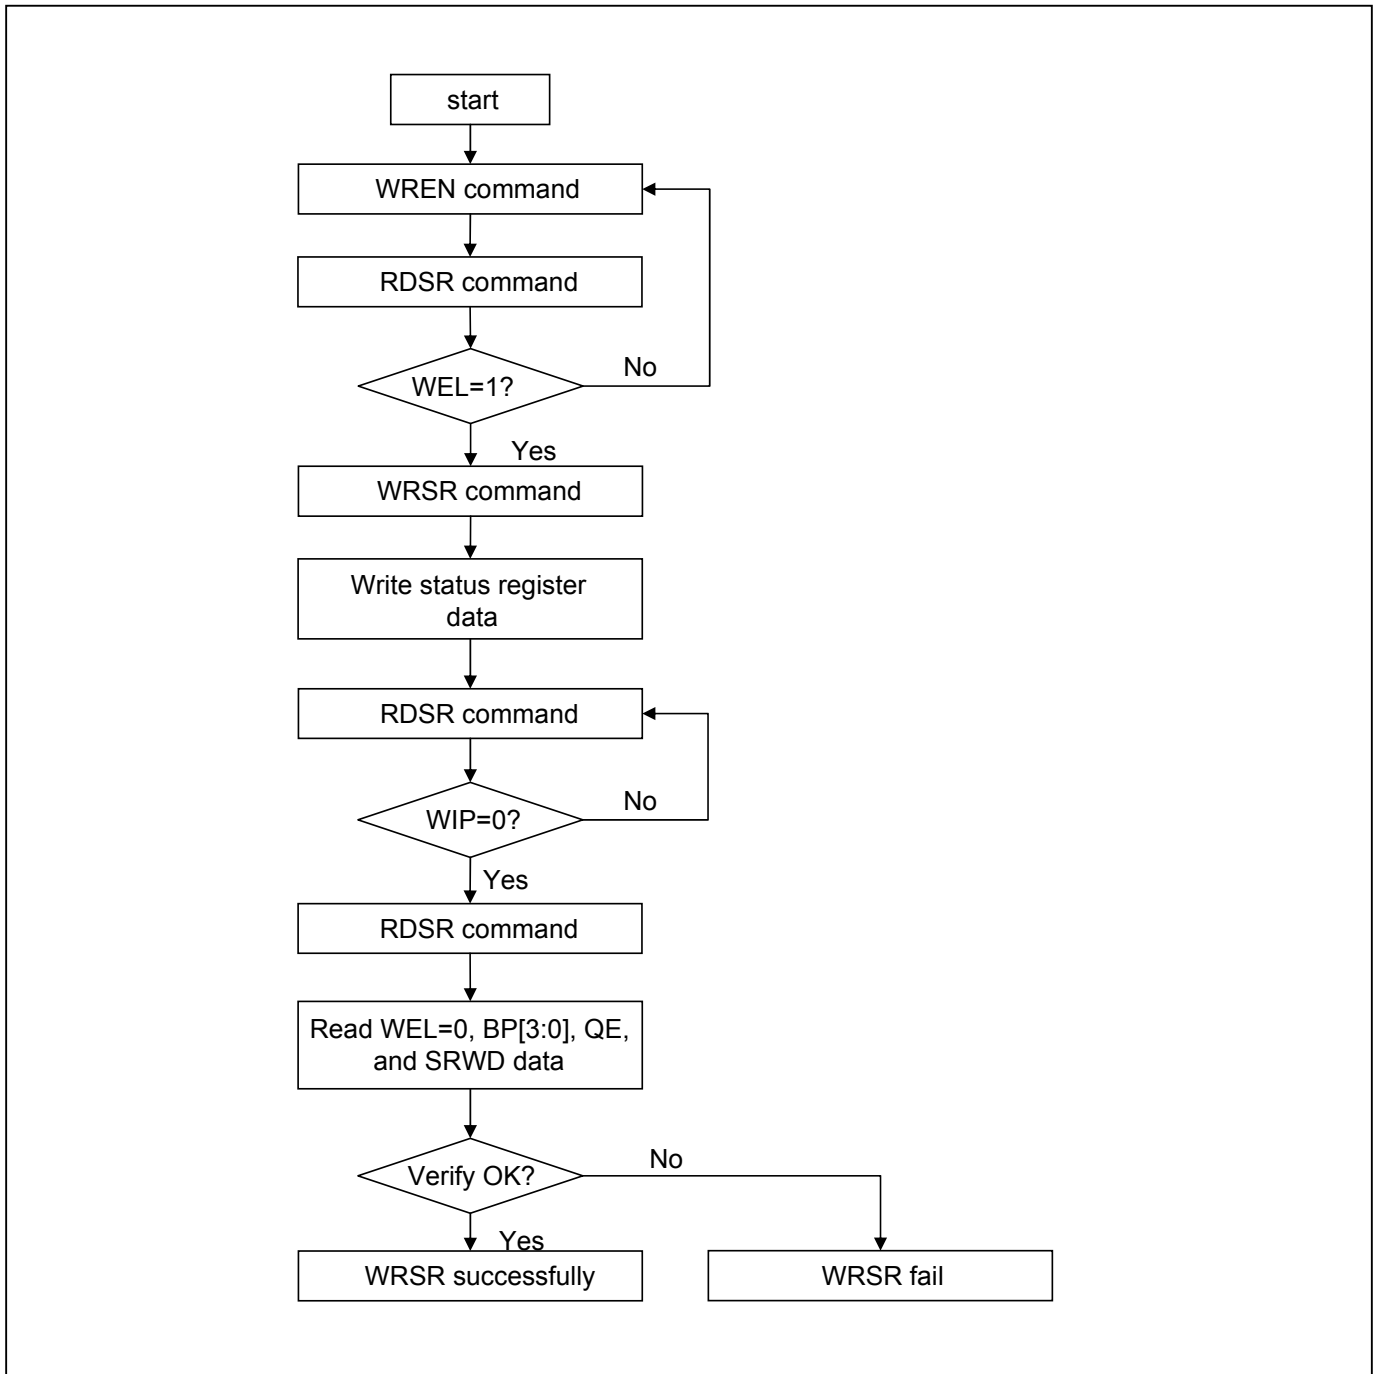 start
WREN command
RDSR command
WEL=1?
No
Yes
WRSR command
Write status register
data
RDSR command
WIP=0?
No
Yes
RDSR command
Read WEL=0, BP[3:0], QE,
and SRWD data
Verify OK?
No
Yes
WRSR successfully
WRSR fail